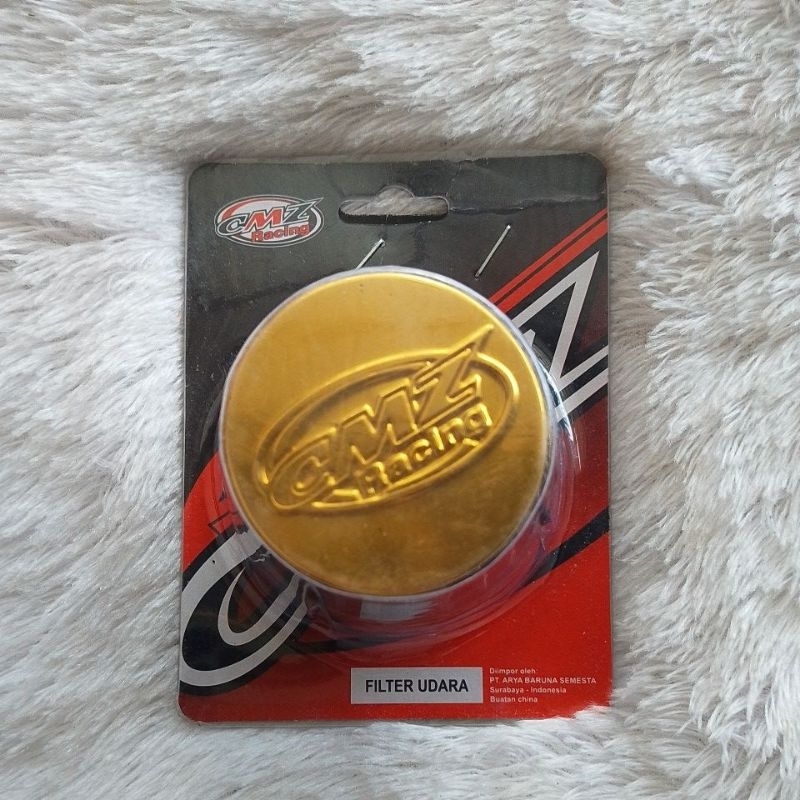 CMZ
Racing
CMZ
Racing
FILTER UDARA
Diimpor oleh:
PT. ARYA BARUNA SEMESTA
Surabaya - Indonesia
Buatan china